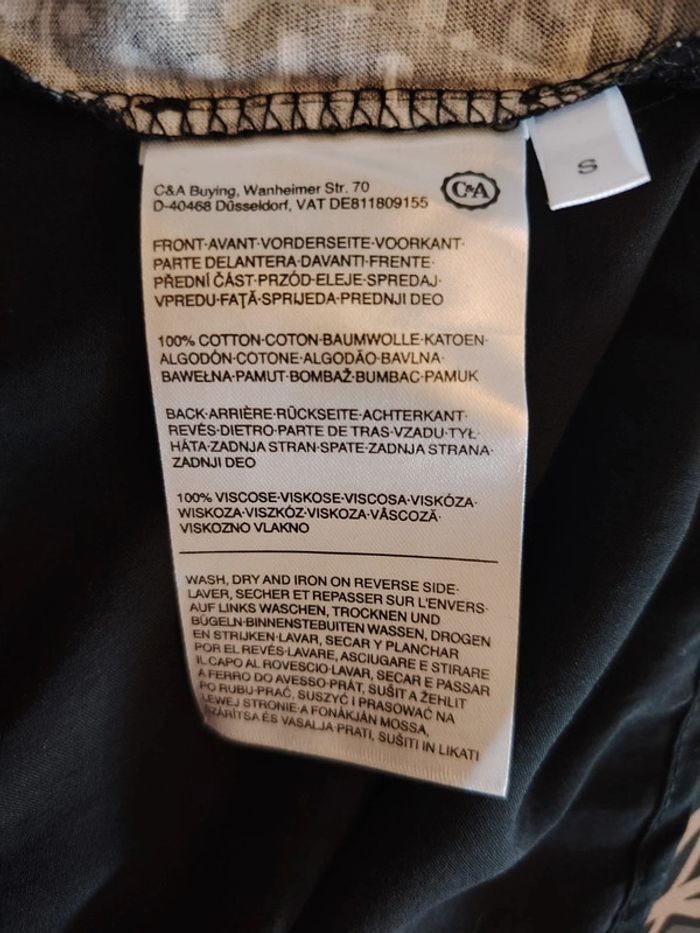 C&A Buying, Wanheimer Str. 70
D-40468 Düsseldorf, VAT DE811809155
C&A
S
FRONT·AVANT·VORDERSEITE·VOORKANT·
PARTE DELANTERA·DAVANTI·FRENTE·
PŘEDNÍ ČÁST·PRZÓD·ELEJE·SPREDAJ·
VPREDU·FAŢĂ·SPRIJEDA·PREDNJI DEO
100% COTTON·COTON·BAUMWOLLE·KATOEN·
ALGODÓN·COTONE·ALGODÃO·BAVLNA·
BAWEŁNA·PAMUT·BOMBAŽ·BUMBAC·PAMUK
BACK·ARRIÈRE·RÜCKSEITE·ACHTERKANT·
REVÉS·DIETRO·PARTE DE TRAS·VZADU·TYŁ·
HÁTA·ZADNJA STRAN·SPATE·ZADNJA STRANA·
ZADNJI DEO
100% VISCOSE·VISKOSE·VISCOSA·VISKÓZA·
WISKOZA·VISZKÓZ·VISKOZA·VÂSCOZĂ·
VISKOZNO VLAKNO
WASH, DRY AND IRON ON REVERSE SIDE·
LAVER, SECHER ET REPASSER SUR L'ENVERS·
AUF LINKS WASCHEN, TROCKNEN UND
BÜGELN·BINNENSTEBUITEN WASSEN, DROGEN
EN STRIJKEN·LAVAR, SECAR Y PLANCHAR
POR EL REVÉS·LAVARE, ASCIUGARE E STIRARE
IL CAPO AL ROVESCIO·LAVAR, SECAR E PASSAR
A FERRO DO AVESSO·PRÁT, SUŠIT A ŽEHLIT
PO RUBU·PRAĆ, SUSZYĆ I PRASOWAĆ NA
LEWEJ STRONIE·A FONÁKJÁN MOSSA,
SZÁRÍTSA ÉS VASALJA·PRATI, SUŠITI IN LIKATI